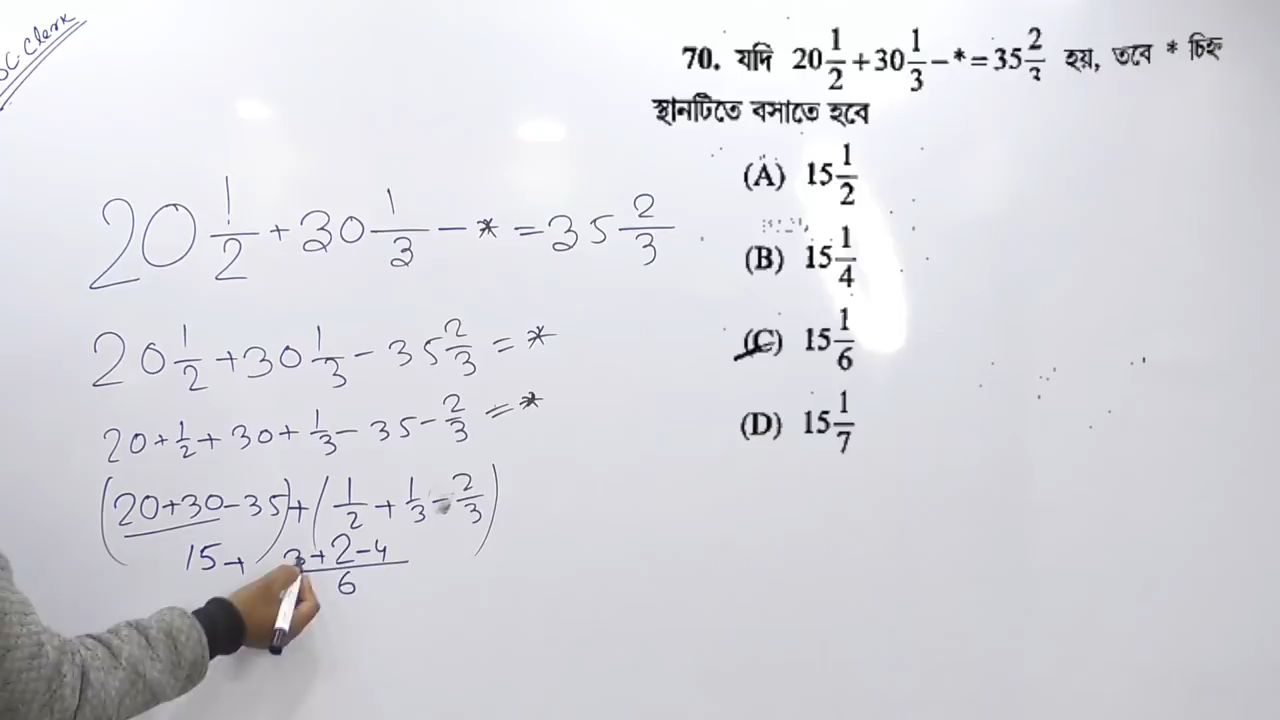 SC. Clerk
70. যদি 20 1/2 + 30 1/3 − * = 35 2/3 হয়, তবে * চিহ্ন
স্থানটিতে বসাতে হবে
(A) 15 1/2
(B) 15 1/4
(C) 15 1/6
(D) 15 1/7
20 1/2 + 30 1/3 − * = 35 2/3
20 1/2 + 30 1/3 − 35 2/3 = *
20 + 1/2 + 30 + 1/3 − 35 − 2/3 = *
(20 + 30 − 35) + (1/2 + 1/3 − 2/3)
15 + (3 + 2 − 4)/6